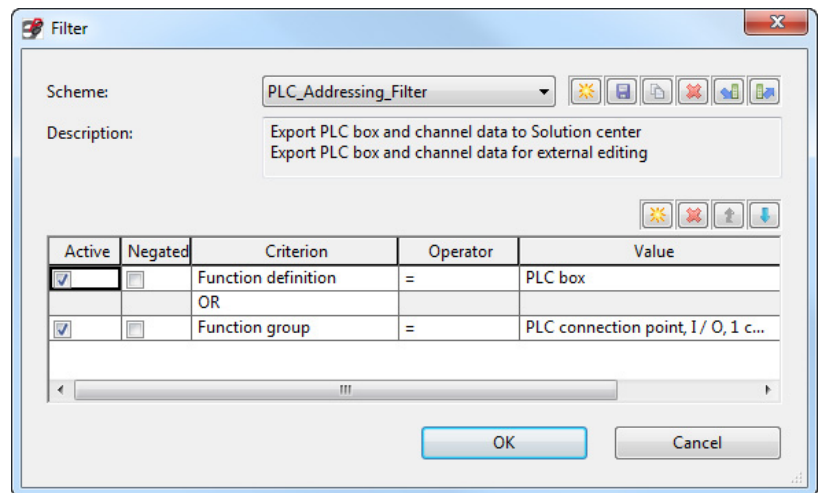 Filter
Scheme:
PLC_Addressing_Filter
Description:
Export PLC box and channel data to Solution center
Export PLC box and channel data for external editing
Active Negated Criterion Operator Value
Function definition = PLC box
OR
Function group = PLC connection point, I / O, 1 c...
OK Cancel